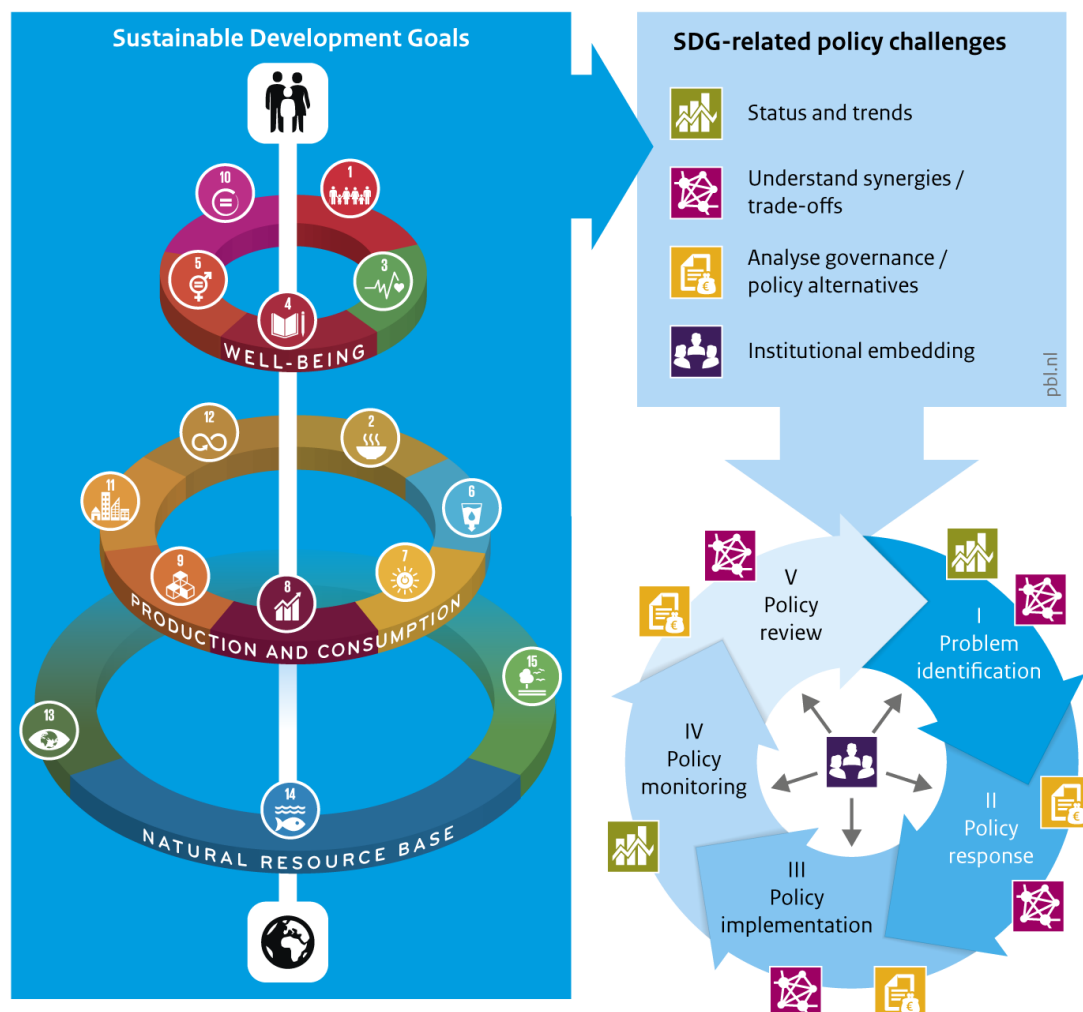 Sustainable Development Goals
10
1
5
3
4
WELL-BEING
12
2
11
6
9
7
8
PRODUCTION AND CONSUMPTION
15
13
14
NATURAL RESOURCE BASE
SDG-related policy challenges
Status and trends
Understand synergies /
trade-offs
€
Analyse governance /
policy alternatives
Institutional embedding
pbl.nl
V
Policy
review
€
I
Problem
identification
IV
Policy
monitoring
II
Policy
response
€
III
Policy
implementation
€